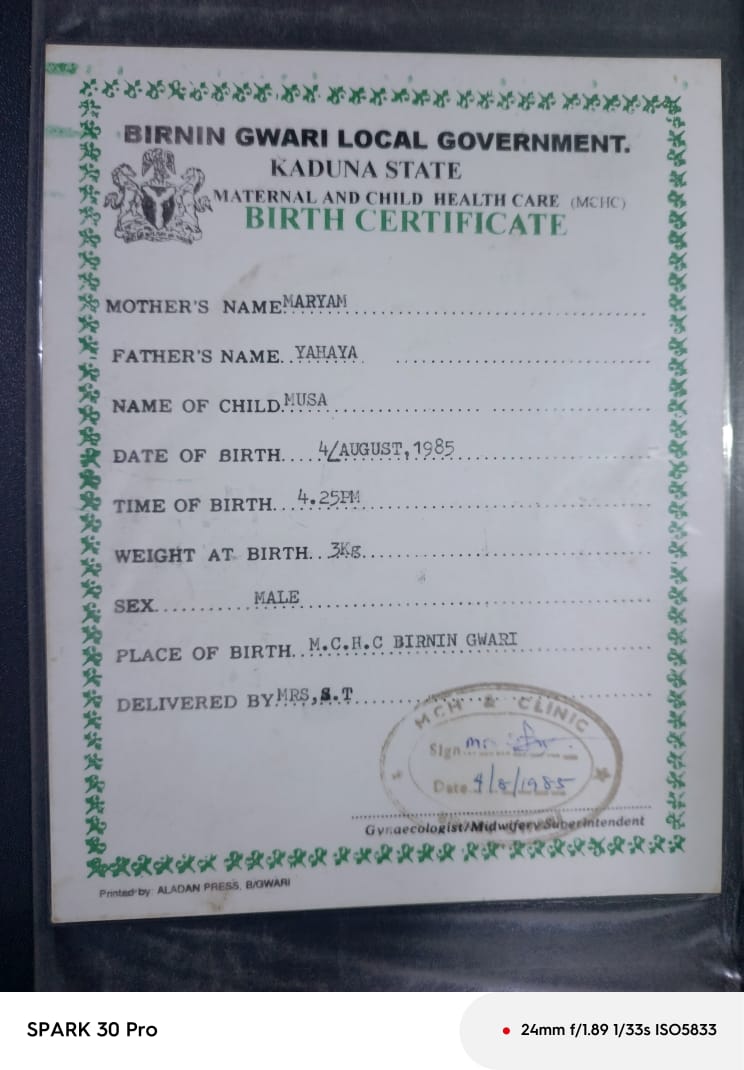 BIRNIN GWARI LOCAL GOVERNMENT.
KADUNA STATE
MATERNAL AND CHILD HEALTH CARE (MCHC)
BIRTH CERTIFICATE
MOTHER'S NAME MARYAM
FATHER'S NAME YAHAYA
NAME OF CHILD MUSA
DATE OF BIRTH 4/AUGUST,1985
TIME OF BIRTH 4.25PM
WEIGHT AT BIRTH 3Kg
SEX MALE
PLACE OF BIRTH M.C.H.C BIRNIN GWARI
DELIVERED BY MRS,S.T
MCH & CLINIC
Sign
Date 4/8/1985
Gynaecologist/Midwifery Superintendent
Printed by: ALADAN PRESS, B/GWARI
SPARK 30 Pro
24mm f/1.89 1/33s ISO5833